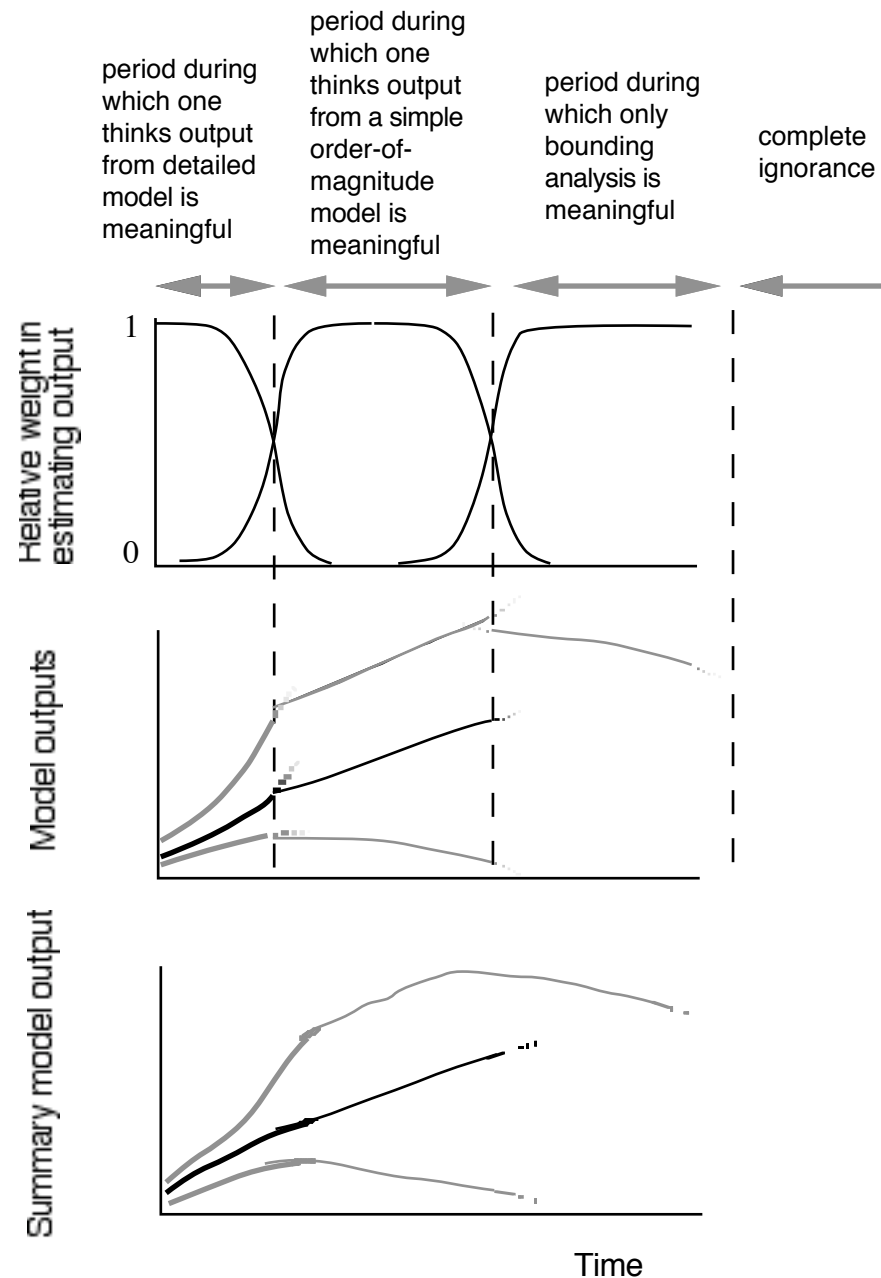 period during
which one
thinks output
from detailed
model is
meaningful
period during
which one
thinks output
from a simple
order-of-
magnitude
model is
meaningful
period during
which only
bounding
analysis is
meaningful
complete
ignorance
Relative weight in
estimating output
1
0
Model outputs
Summary model output
Time